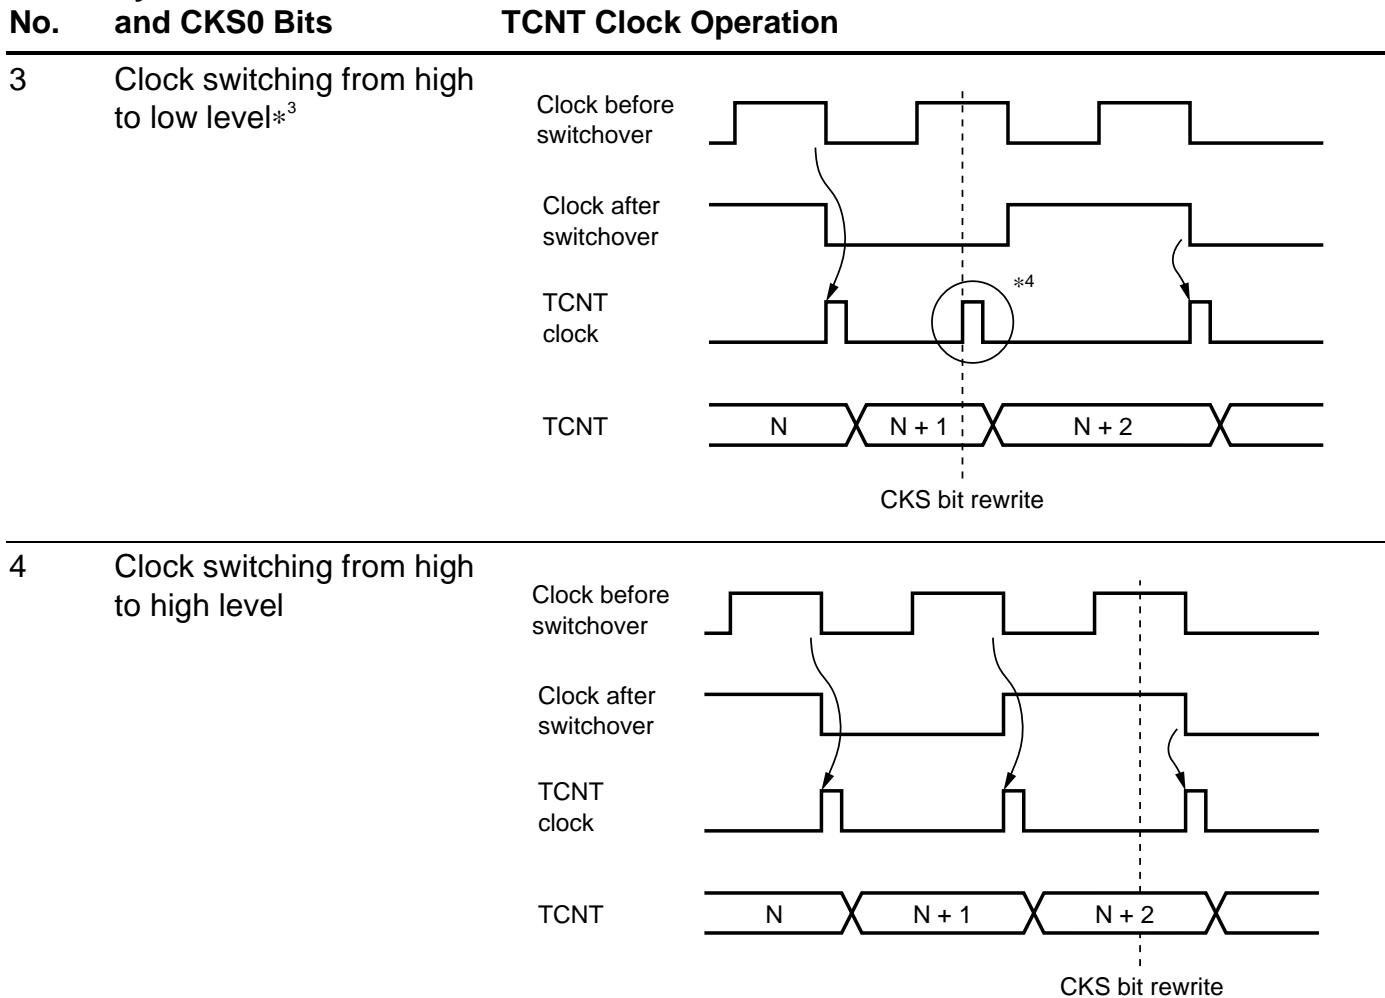 No. and CKS0 Bits TCNT Clock Operation
3 Clock switching from high
to low level*3
Clock before
switchover
Clock after
switchover
TCNT
clock
*4
TCNT N N + 1 N + 2
CKS bit rewrite
4 Clock switching from high
to high level
Clock before
switchover
Clock after
switchover
TCNT
clock
TCNT N N + 1 N + 2
CKS bit rewrite